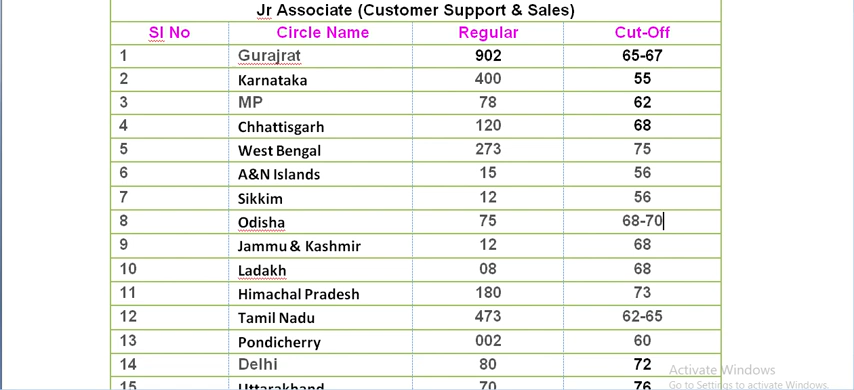 Jr Associate (Customer Support & Sales)
Sl No Circle Name Regular Cut-Off
1 Gurajrat 902 65-67
2 Karnataka 400 55
3 MP 78 62
4 Chhattisgarh 120 68
5 West Bengal 273 75
6 A&N Islands 15 56
7 Sikkim 12 56
8 Odisha 75 68-70
9 Jammu & Kashmir 12 68
10 Ladakh 08 68
11 Himachal Pradesh 180 73
12 Tamil Nadu 473 62-65
13 Pondicherry 002 60
14 Delhi 80 72
15 Uttarakhand 70 76
Activate Windows
Go to Settings to activate Windows.